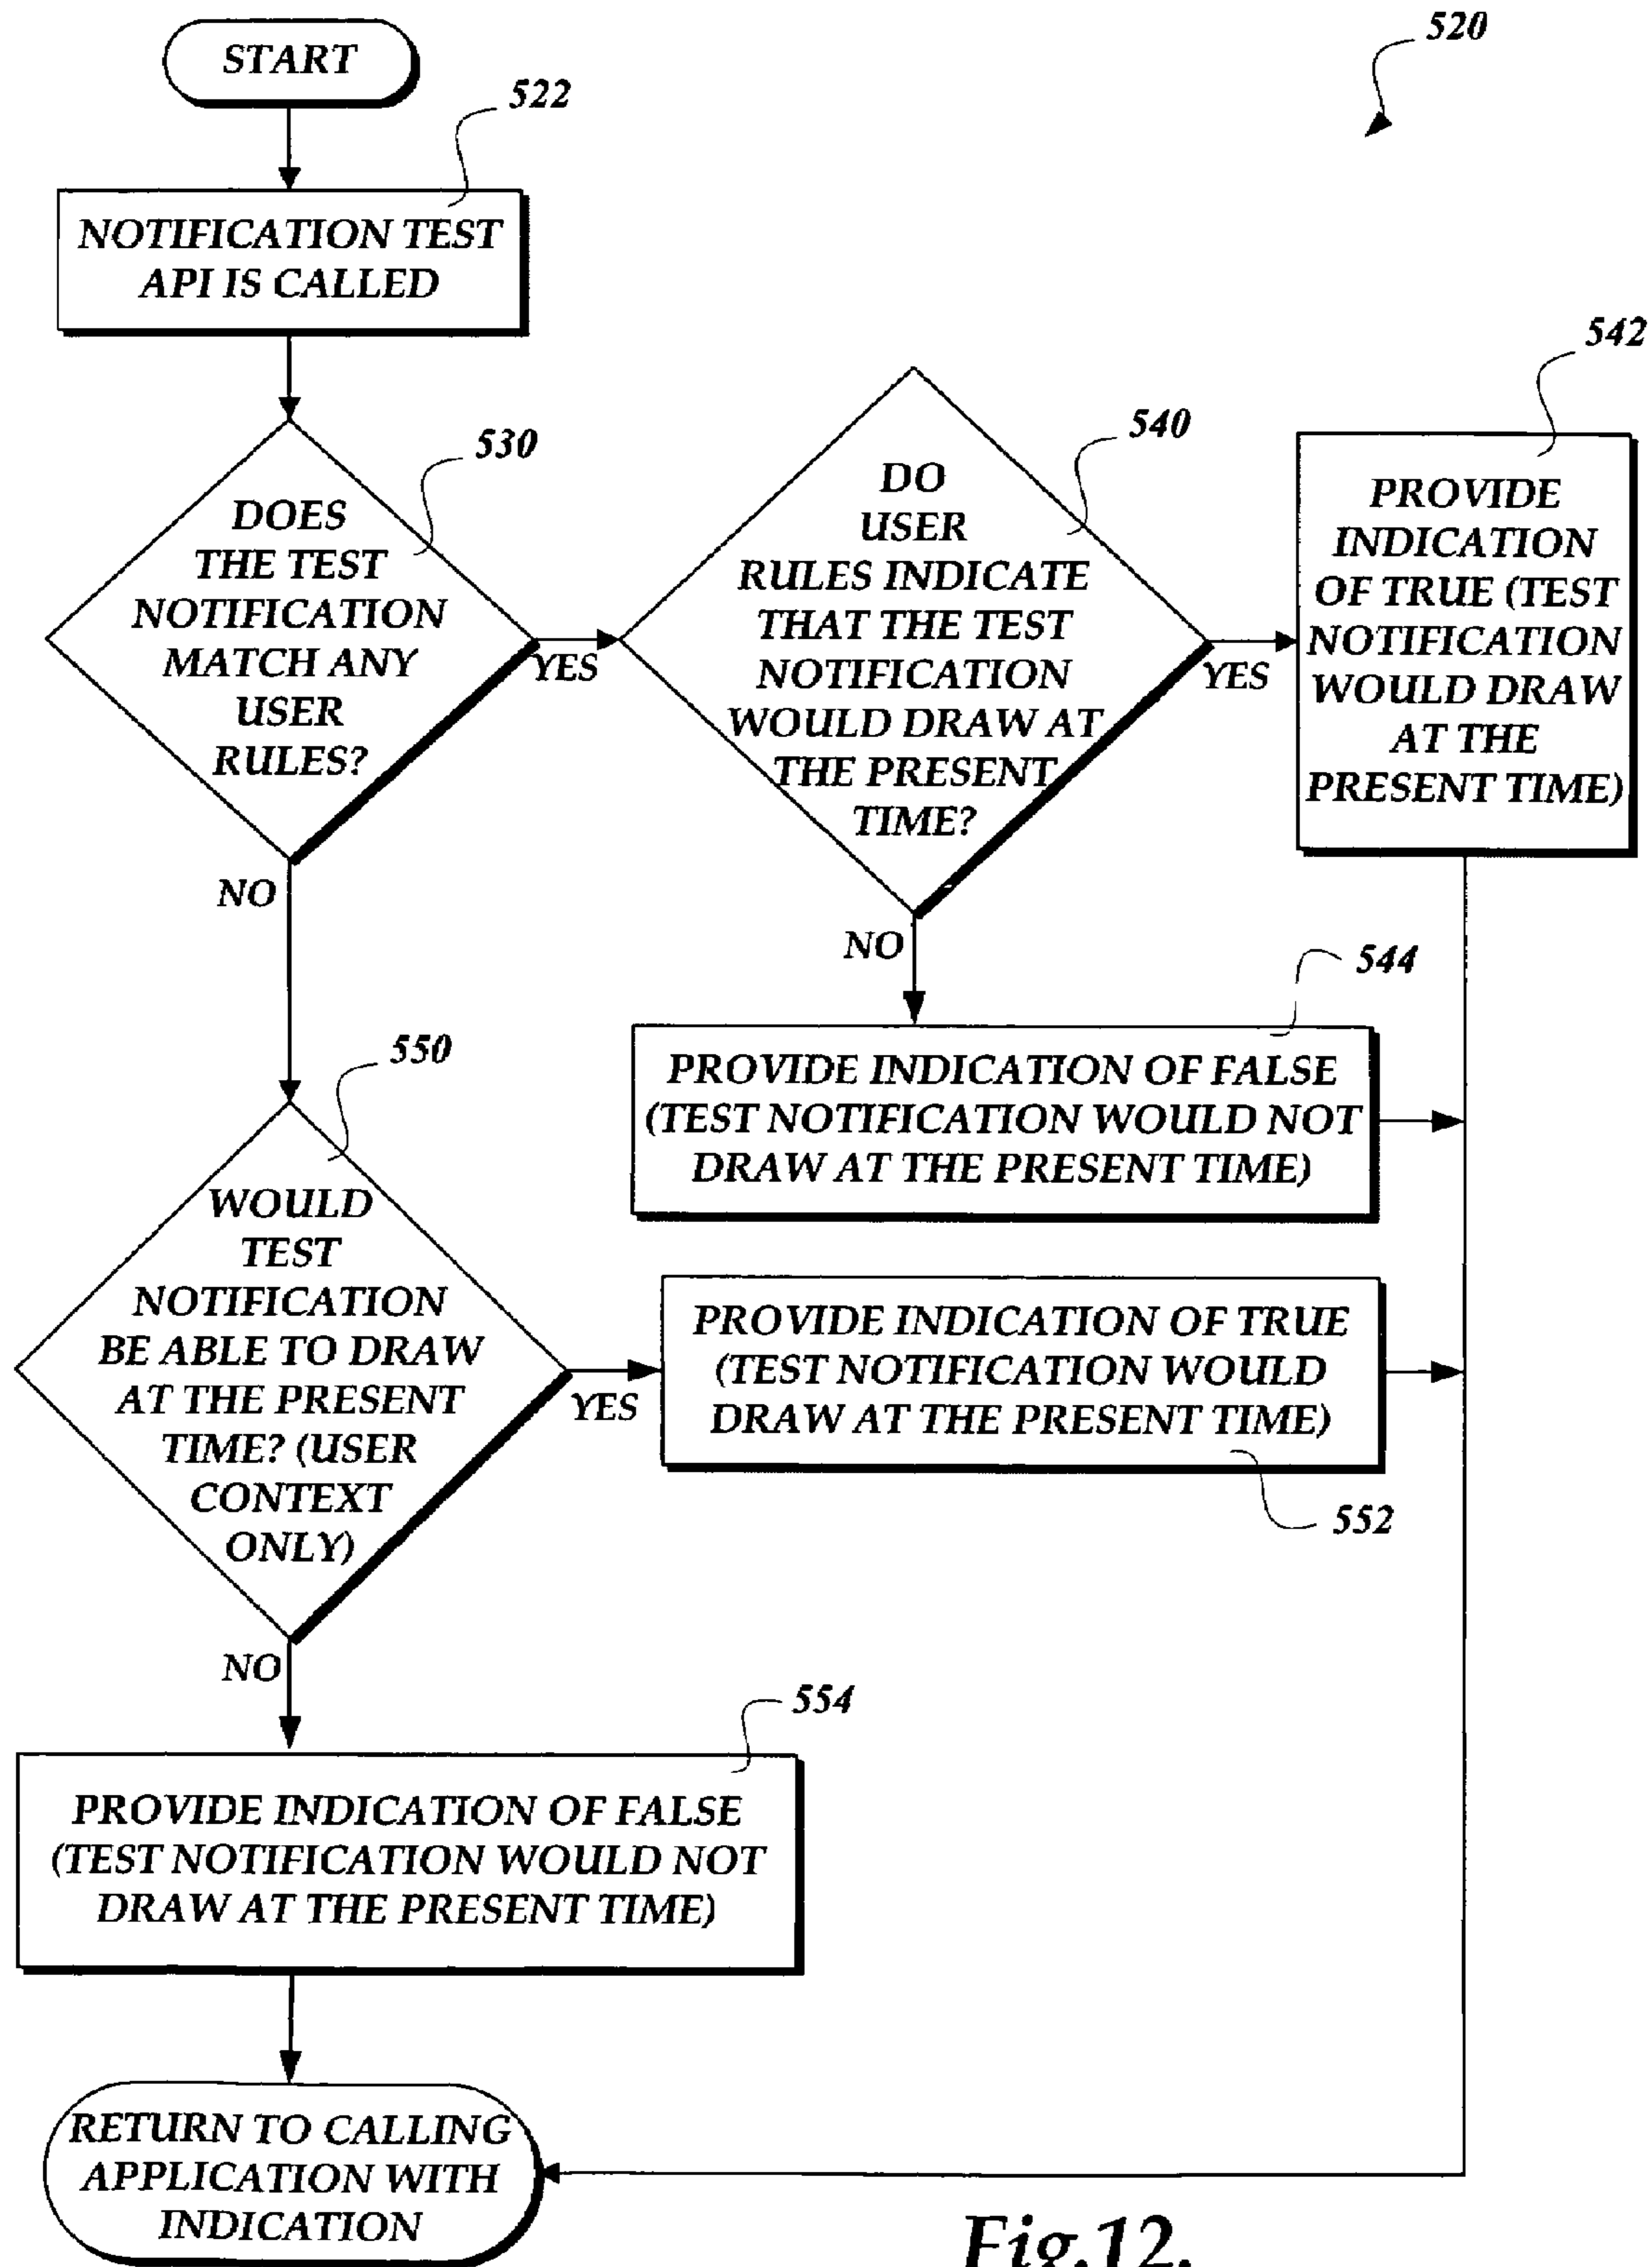 520
START
522
NOTIFICATION TEST
API IS CALLED
530
DOES
THE TEST
NOTIFICATION
MATCH ANY
USER
RULES?
YES
NO
540
DO
USER
RULES INDICATE
THAT THE TEST
NOTIFICATION
WOULD DRAW AT
THE PRESENT
TIME?
YES
NO
542
PROVIDE
INDICATION
OF TRUE (TEST
NOTIFICATION
WOULD DRAW
AT THE
PRESENT TIME)
544
PROVIDE INDICATION OF FALSE
(TEST NOTIFICATION WOULD NOT
DRAW AT THE PRESENT TIME)
550
WOULD
TEST
NOTIFICATION
BE ABLE TO DRAW
AT THE PRESENT
TIME? (USER
CONTEXT
ONLY)
YES
NO
PROVIDE INDICATION OF TRUE
(TEST NOTIFICATION WOULD
DRAW AT THE PRESENT TIME)
552
554
PROVIDE INDICATION OF FALSE
(TEST NOTIFICATION WOULD NOT
DRAW AT THE PRESENT TIME)
RETURN TO CALLING
APPLICATION WITH
INDICATION
Fig.12.